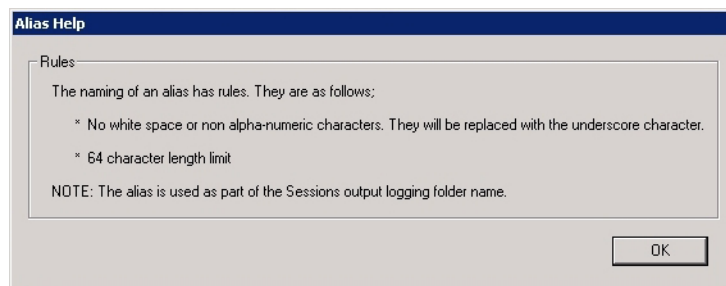 Alias Help
Rules
The naming of an alias has rules. They are as follows;
* No white space or non alpha-numeric characters. They will be replaced with the underscore character.
* 64 character length limit
NOTE: The alias is used as part of the Sessions output logging folder name.
OK